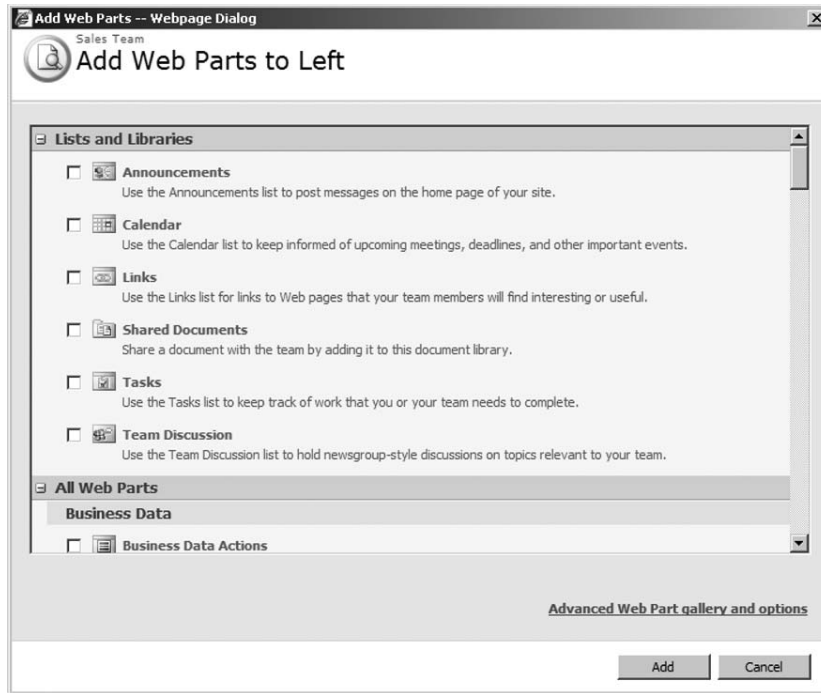 Add Web Parts -- Webpage Dialog
Sales Team
Add Web Parts to Left
Lists and Libraries
Announcements
Use the Announcements list to post messages on the home page of your site.
Calendar
Use the Calendar list to keep informed of upcoming meetings, deadlines, and other important events.
Links
Use the Links list for links to Web pages that your team members will find interesting or useful.
Shared Documents
Share a document with the team by adding it to this document library.
Tasks
Use the Tasks list to keep track of work that you or your team needs to complete.
Team Discussion
Use the Team Discussion list to hold newsgroup-style discussions on topics relevant to your team.
All Web Parts
Business Data
Business Data Actions
Advanced Web Part gallery and options
Add Cancel